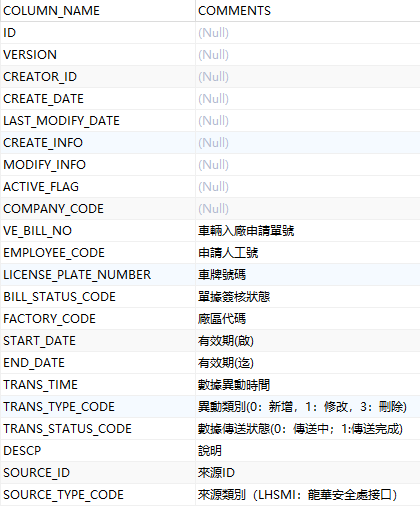 COLUMN_NAME COMMENTS
ID (Null)
VERSION (Null)
CREATOR_ID (Null)
CREATE_DATE (Null)
LAST_MODIFY_DATE (Null)
CREATE_INFO (Null)
MODIFY_INFO (Null)
ACTIVE_FLAG (Null)
COMPANY_CODE (Null)
VE_BILL_NO 車輛入廠申請單號
EMPLOYEE_CODE 申請人工號
LICENSE_PLATE_NUMBER 車牌號碼
BILL_STATUS_CODE 單據簽核狀態
FACTORY_CODE 廠區代碼
START_DATE 有效期(啟)
END_DATE 有效期(迄)
TRANS_TIME 數據異動時間
TRANS_TYPE_CODE 異動類別(0：新增，1：修改，3：刪除)
TRANS_STATUS_CODE 數據傳送狀態(0：傳送中；1:傳送完成)
DESCP 說明
SOURCE_ID 來源ID
SOURCE_TYPE_CODE 來源類別（LHSMI：龍華安全處接口）